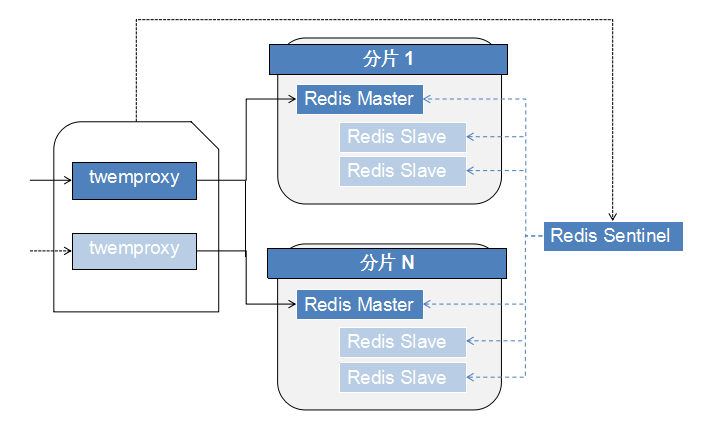 分片 1
Redis Master
Redis Slave
Redis Slave
twemproxy
twemproxy
Redis Sentinel
分片 N
Redis Master
Redis Slave
Redis Slave